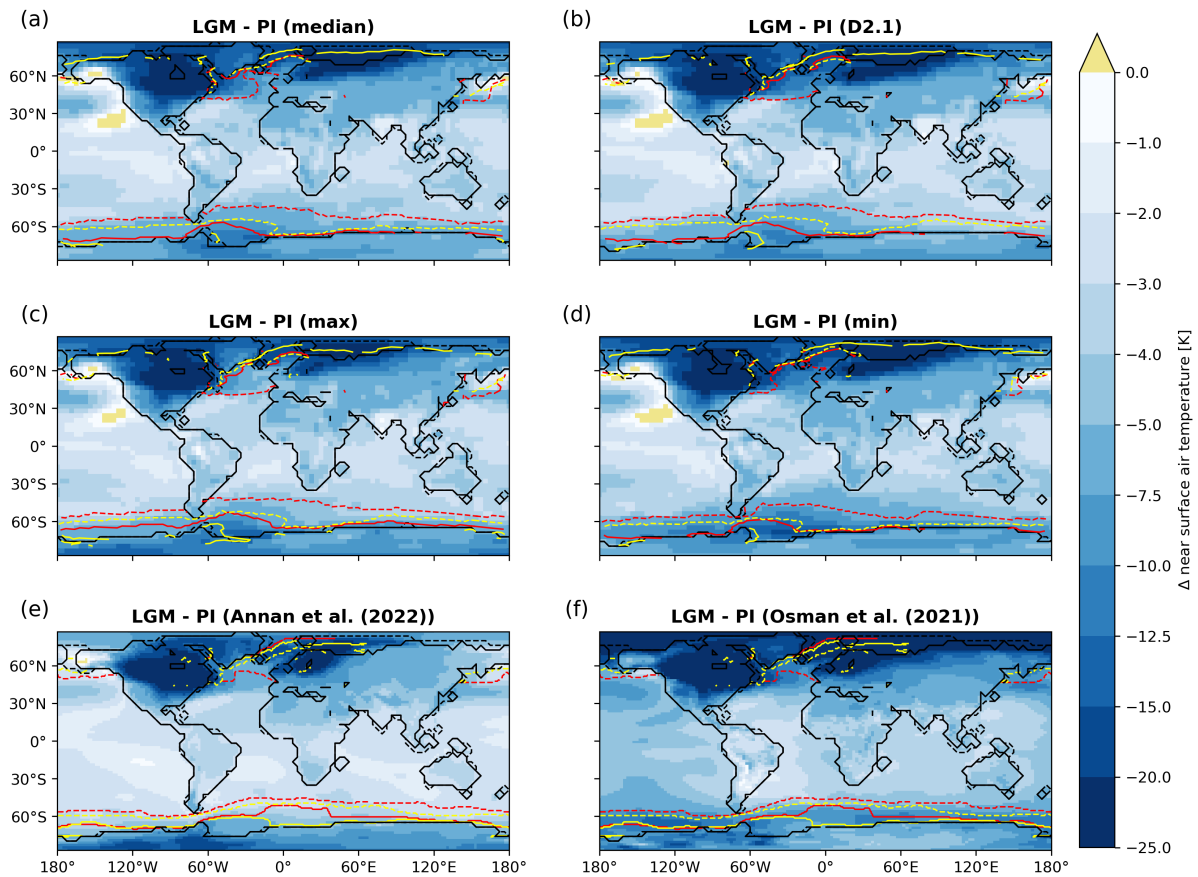 (a) LGM - PI (median)
(b) LGM - PI (D2.1)
60°N
30°N
0°
30°S
60°S
(c) LGM - PI (max)
(d) LGM - PI (min)
60°N
30°N
0°
30°S
60°S
(e) LGM - PI (Annan et al. (2022))
(f) LGM - PI (Osman et al. (2021))
60°N
30°N
0°
30°S
60°S
180° 120°W 60°W 0° 60° 120° 180°
180° 120°W 60°W 0° 60° 120° 180°
0.0
−1.0
−2.0
−3.0
−4.0
−5.0
−7.5
−10.0
−12.5
−15.0
−20.0
−25.0
Δ near surface air temperature [K]